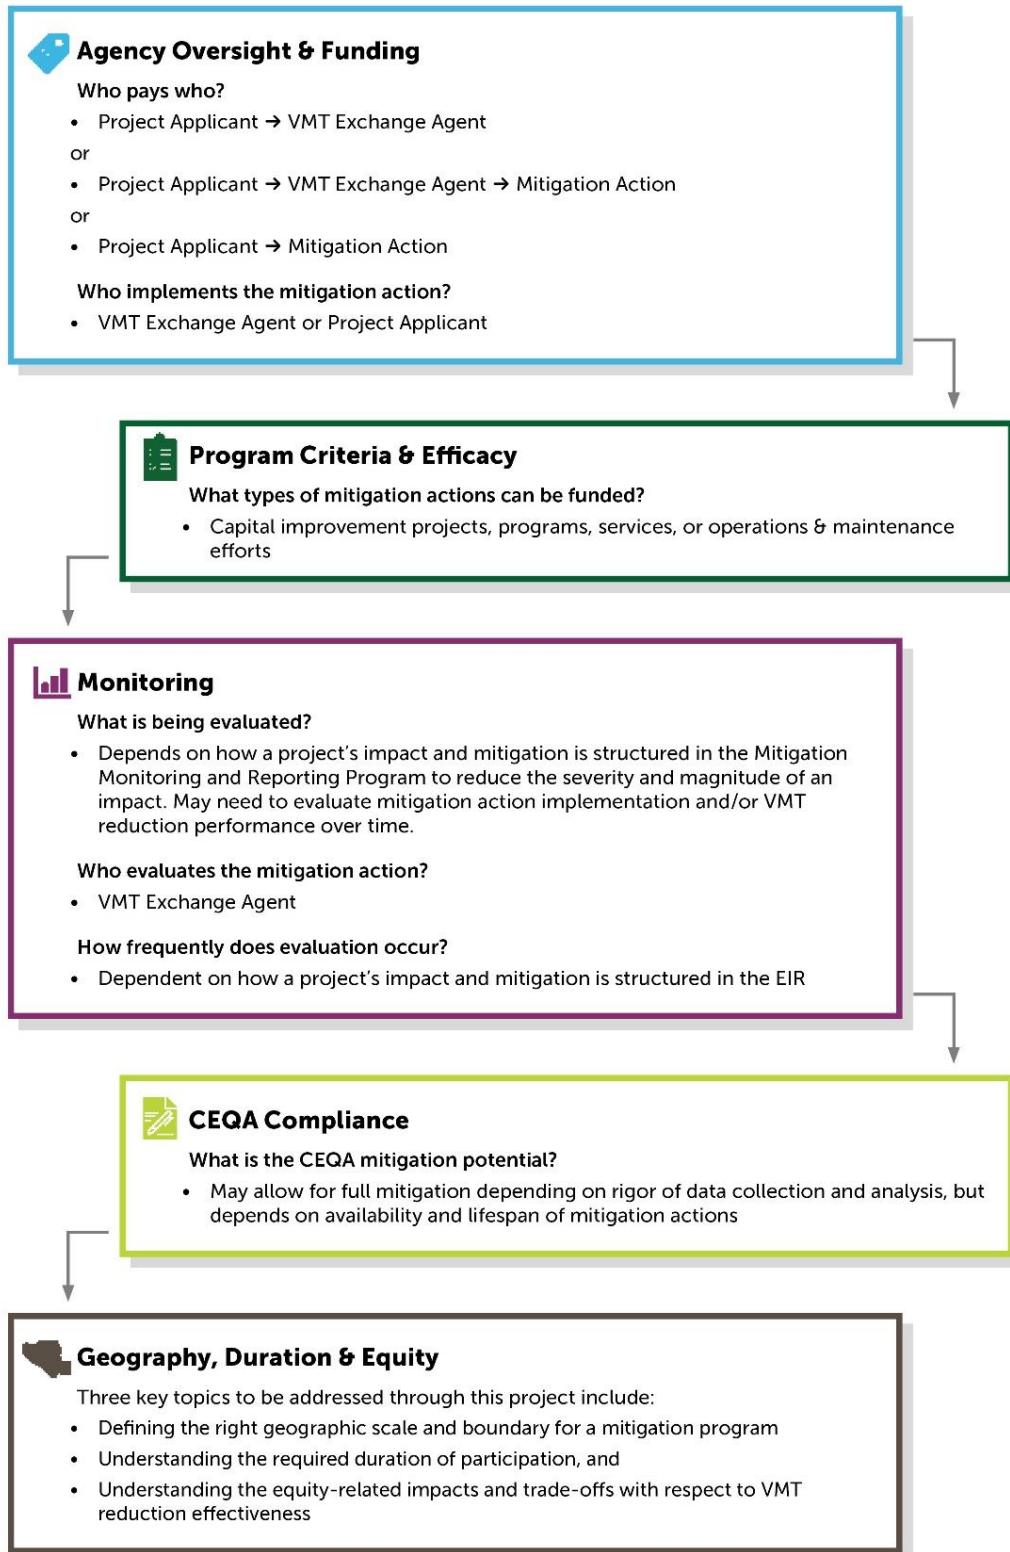 Agency Oversight & Funding
Who pays who?
• Project Applicant → VMT Exchange Agent
or
• Project Applicant → VMT Exchange Agent → Mitigation Action
or
• Project Applicant → Mitigation Action
Who implements the mitigation action?
• VMT Exchange Agent or Project Applicant
Program Criteria & Efficacy
What types of mitigation actions can be funded?
• Capital improvement projects, programs, services, or operations & maintenance
efforts
Monitoring
What is being evaluated?
• Depends on how a project’s impact and mitigation is structured in the Mitigation
Monitoring and Reporting Program to reduce the severity and magnitude of an
impact. May need to evaluate mitigation action implementation and/or VMT
reduction performance over time.
Who evaluates the mitigation action?
• VMT Exchange Agent
How frequently does evaluation occur?
• Dependent on how a project’s impact and mitigation is structured in the EIR
CEQA Compliance
What is the CEQA mitigation potential?
• May allow for full mitigation depending on rigor of data collection and analysis, but
depends on availability and lifespan of mitigation actions
Geography, Duration & Equity
Three key topics to be addressed through this project include:
• Defining the right geographic scale and boundary for a mitigation program
• Understanding the required duration of participation, and
• Understanding the equity-related impacts and trade-offs with respect to VMT
reduction effectiveness